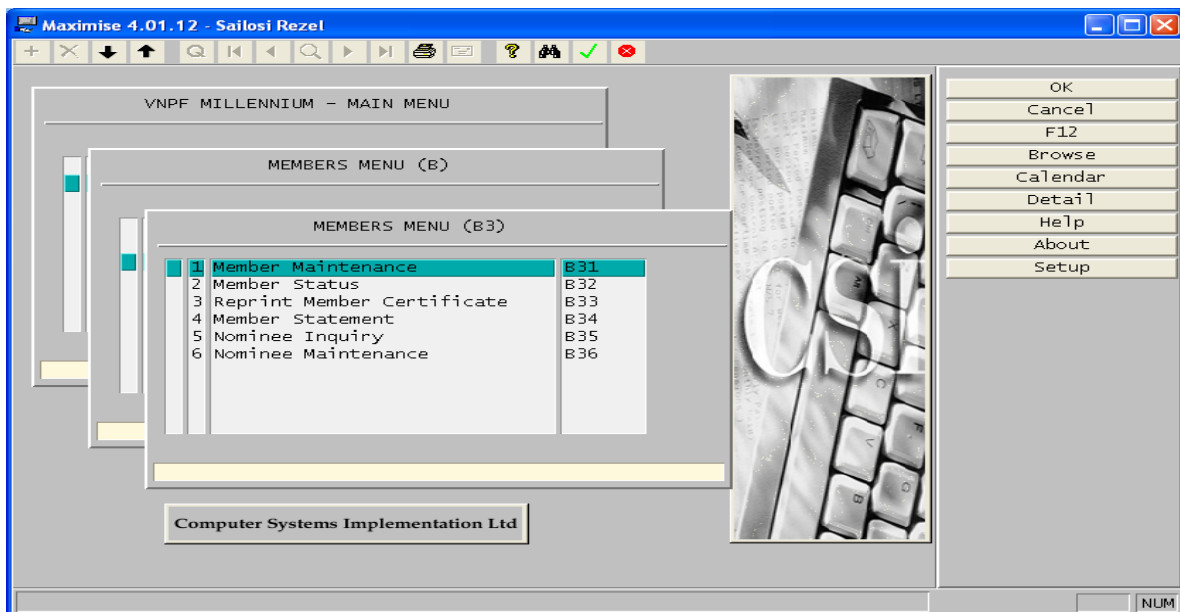 Maximise 4.01.12 - Sailosi Rezel
VNPF MILLENNIUM - MAIN MENU
MEMBERS MENU (B)
MEMBERS MENU (B3)
1 Member Maintenance B31
2 Member Status B32
3 Reprint Member Certificate B33
4 Member Statement B34
5 Nominee Inquiry B35
6 Nominee Maintenance B36
Computer Systems Implementation Ltd
OK
Cancel
F12
Browse
Calendar
Detail
Help
About
Setup
NUM